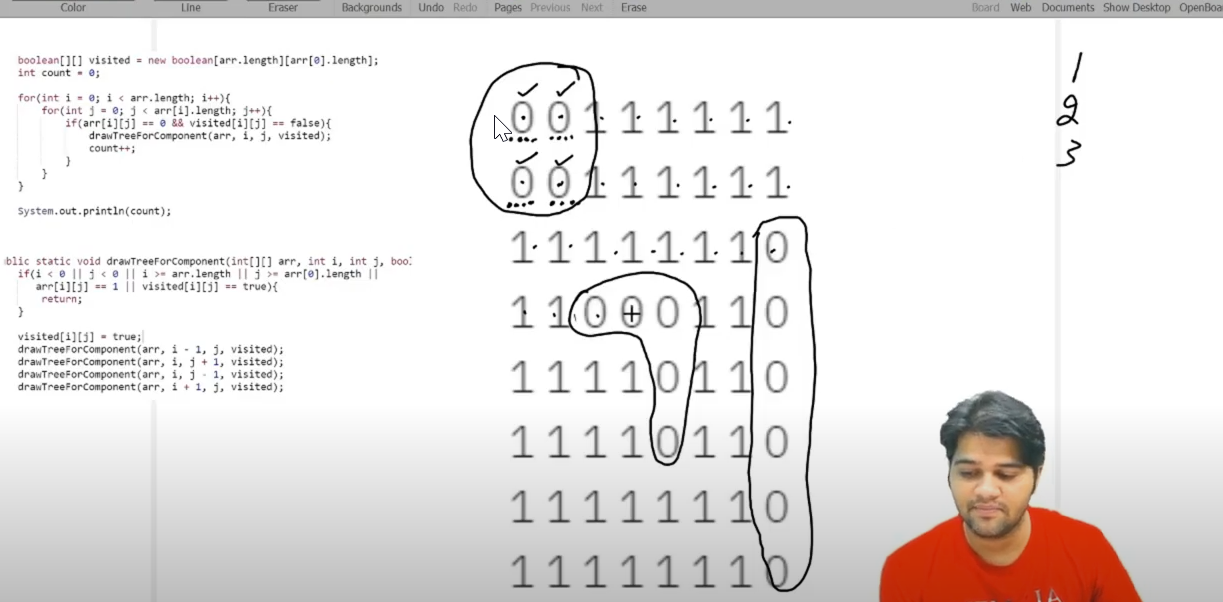 Color Line Eraser Backgrounds Undo Redo Pages Previous Next Erase Board Web Documents Show Desktop OpenBoa
boolean[][] visited = new boolean[arr.length][arr[0].length];
int count = 0;
for(int i = 0; i < arr.length; i++){
for(int j = 0; j < arr[i].length; j++){
if(arr[i][j] == 0 && visited[i][j] == false){
drawTreeForComponent(arr, i, j, visited);
count++;
}
}
}
System.out.println(count);
blic static void drawTreeForComponent(int[][] arr, int i, int j, boo
if(i < 0 || j < 0 || i >= arr.length || j >= arr[0].length ||
arr[i][j] == 1 || visited[i][j] == true){
return;
}
visited[i][j] = true;
drawTreeForComponent(arr, i - 1, j, visited);
drawTreeForComponent(arr, i, j + 1, visited);
drawTreeForComponent(arr, i, j - 1, visited);
drawTreeForComponent(arr, i + 1, j, visited);
0 0 1 1 1 1 1 1
0 0 1 1 1 1 1 1
1 1 1 1 1 1 1 0
1 1 0 0 0 1 1 0
1 1 1 1 0 1 1 0
1 1 1 1 0 1 1 0
1 1 1 1 1 1 1 0
1 1 1 1 1 1 1 0
1
2
3